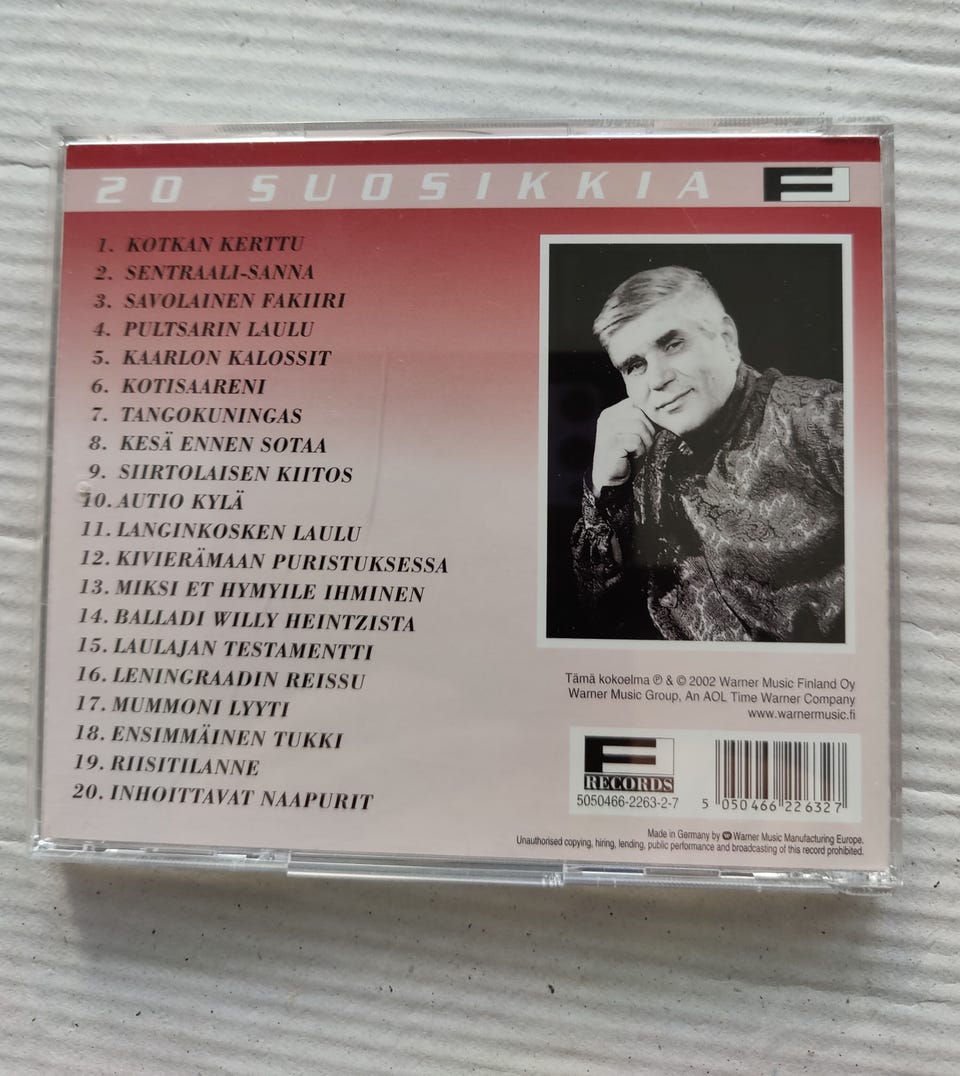 20 SUOSIKKIA F
1. KOTKAN KERTTU
2. SENTRAALI-SANNA
3. SAVOLAINEN FAKIIRI
4. PULTSARIN LAULU
5. KAARLON KALOSSIT
6. KOTISAARENI
7. TANGOKUNINGAS
8. KESÄ ENNEN SOTAA
9. SIIRTOLAISEN KIITOS
10. AUTIO KYLÄ
11. LANGINKOSKEN LAULU
12. KIVIERÄMAAN PURISTUKSESSA
13. MIKSI ET HYMYILE IHMINEN
14. BALLADI WILLY HEINTZISTA
15. LAULAJAN TESTAMENTTI
16. LENINGRAADIN REISSU
17. MUMMONI LYYTI
18. ENSIMMÄINEN TUKKI
19. RIISITILANNE
20. INHOITTAVAT NAAPURIT
Tämä kokoelma ℗ & © 2002 Warner Music Finland Oy
Warner Music Group, An AOL Time Warner Company
www.warnermusic.fi
F
RECORDS
5050466-2263-2-7
5 050466 226327
Made in Germany by Warner Music Manufacturing Europe.
Unauthorised copying, hiring, lending, public performance and broadcasting of this record prohibited.